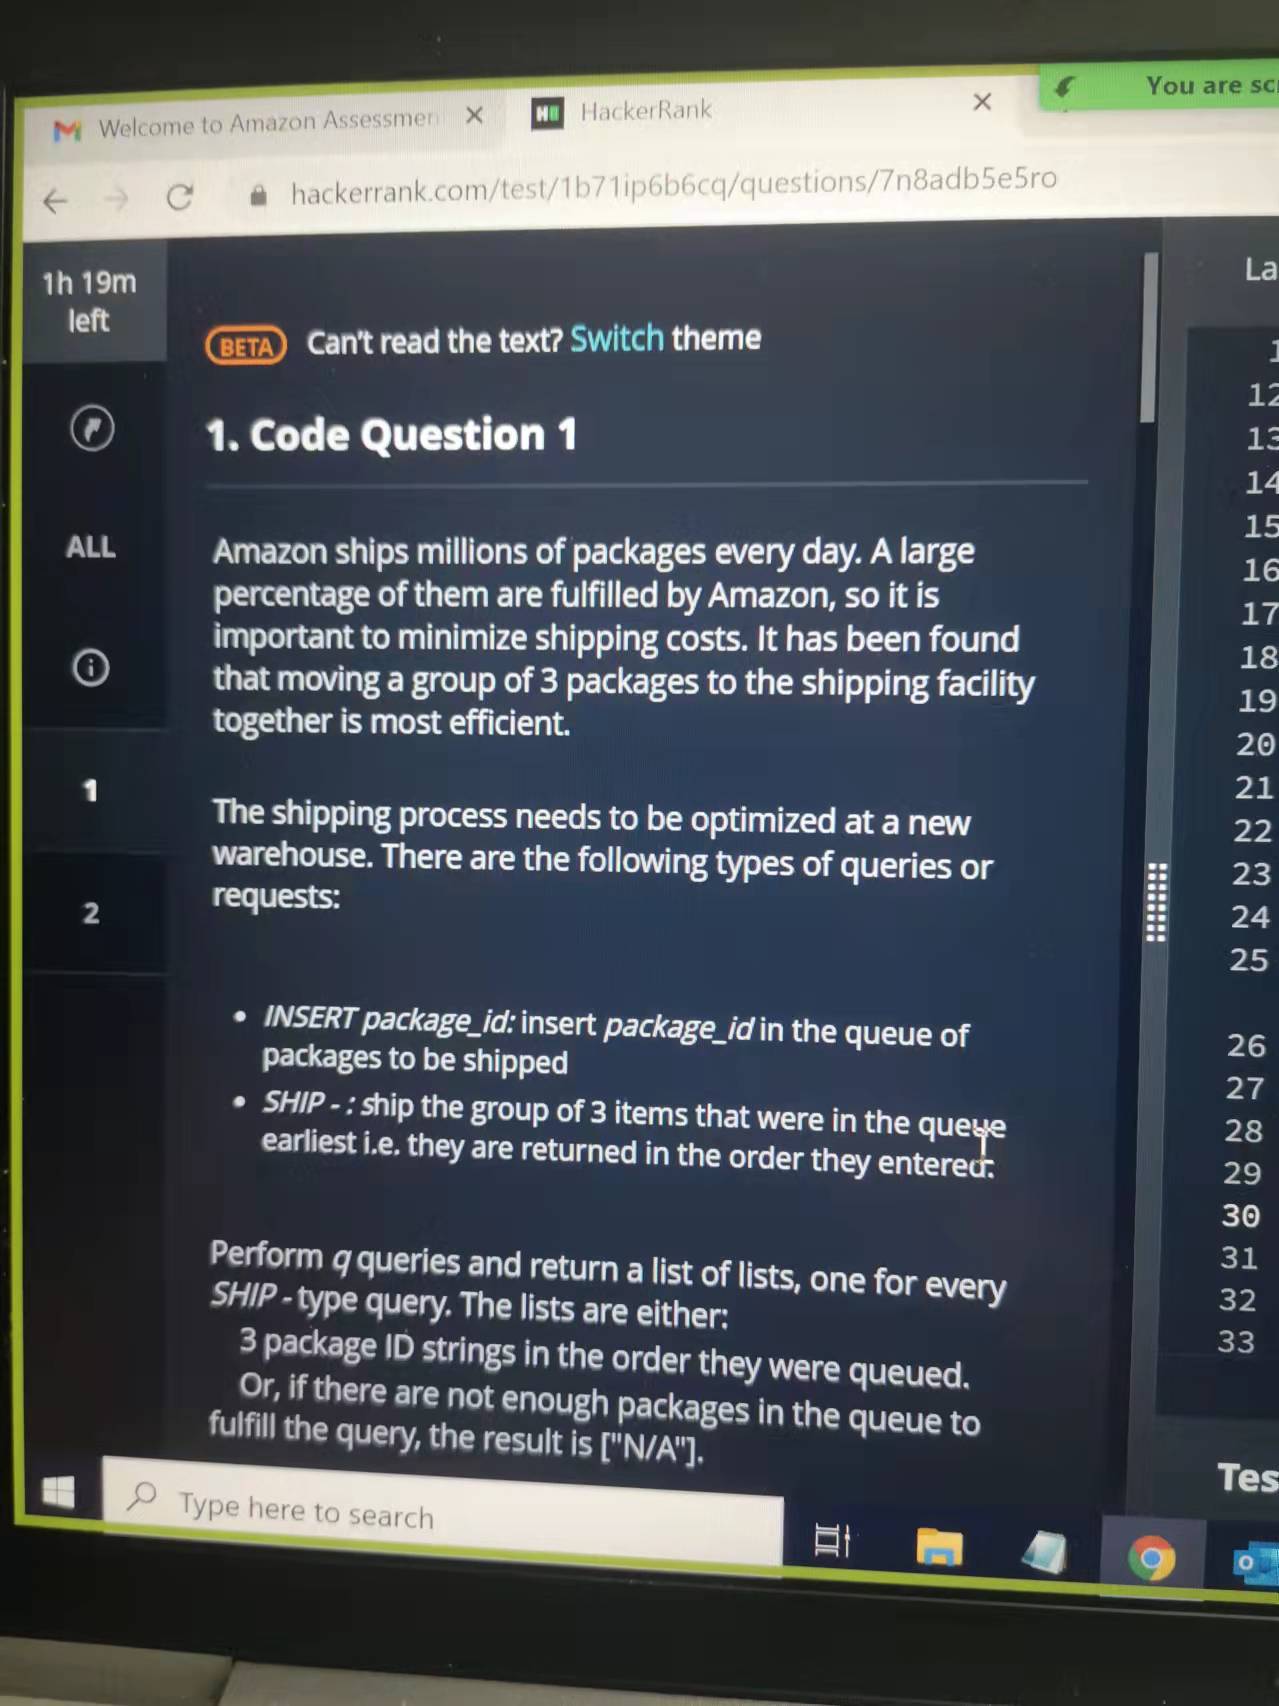 You are sc
Welcome to Amazon Assessmen
HackerRank
hackerrank.com/test/1b71ip6b6cq/questions/7n8adb5e5ro
1h 19m
left
La
BETA Can't read the text? Switch theme
1. Code Question 1
ALL
1
2
Amazon ships millions of packages every day. A large
percentage of them are fulfilled by Amazon, so it is
important to minimize shipping costs. It has been found
that moving a group of 3 packages to the shipping facility
together is most efficient.
The shipping process needs to be optimized at a new
warehouse. There are the following types of queries or
requests:
• INSERT package_id: insert package_id in the queue of
packages to be shipped
• SHIP - : ship the group of 3 items that were in the queue
earliest i.e. they are returned in the order they entered.
Perform q queries and return a list of lists, one for every
SHIP - type query. The lists are either:
3 package ID strings in the order they were queued.
Or, if there are not enough packages in the queue to
fulfill the query, the result is ["N/A"].
1
12
13
14
15
16
17
18
19
20
21
22
23
24
25
26
27
28
29
30
31
32
33
Tes
Type here to search